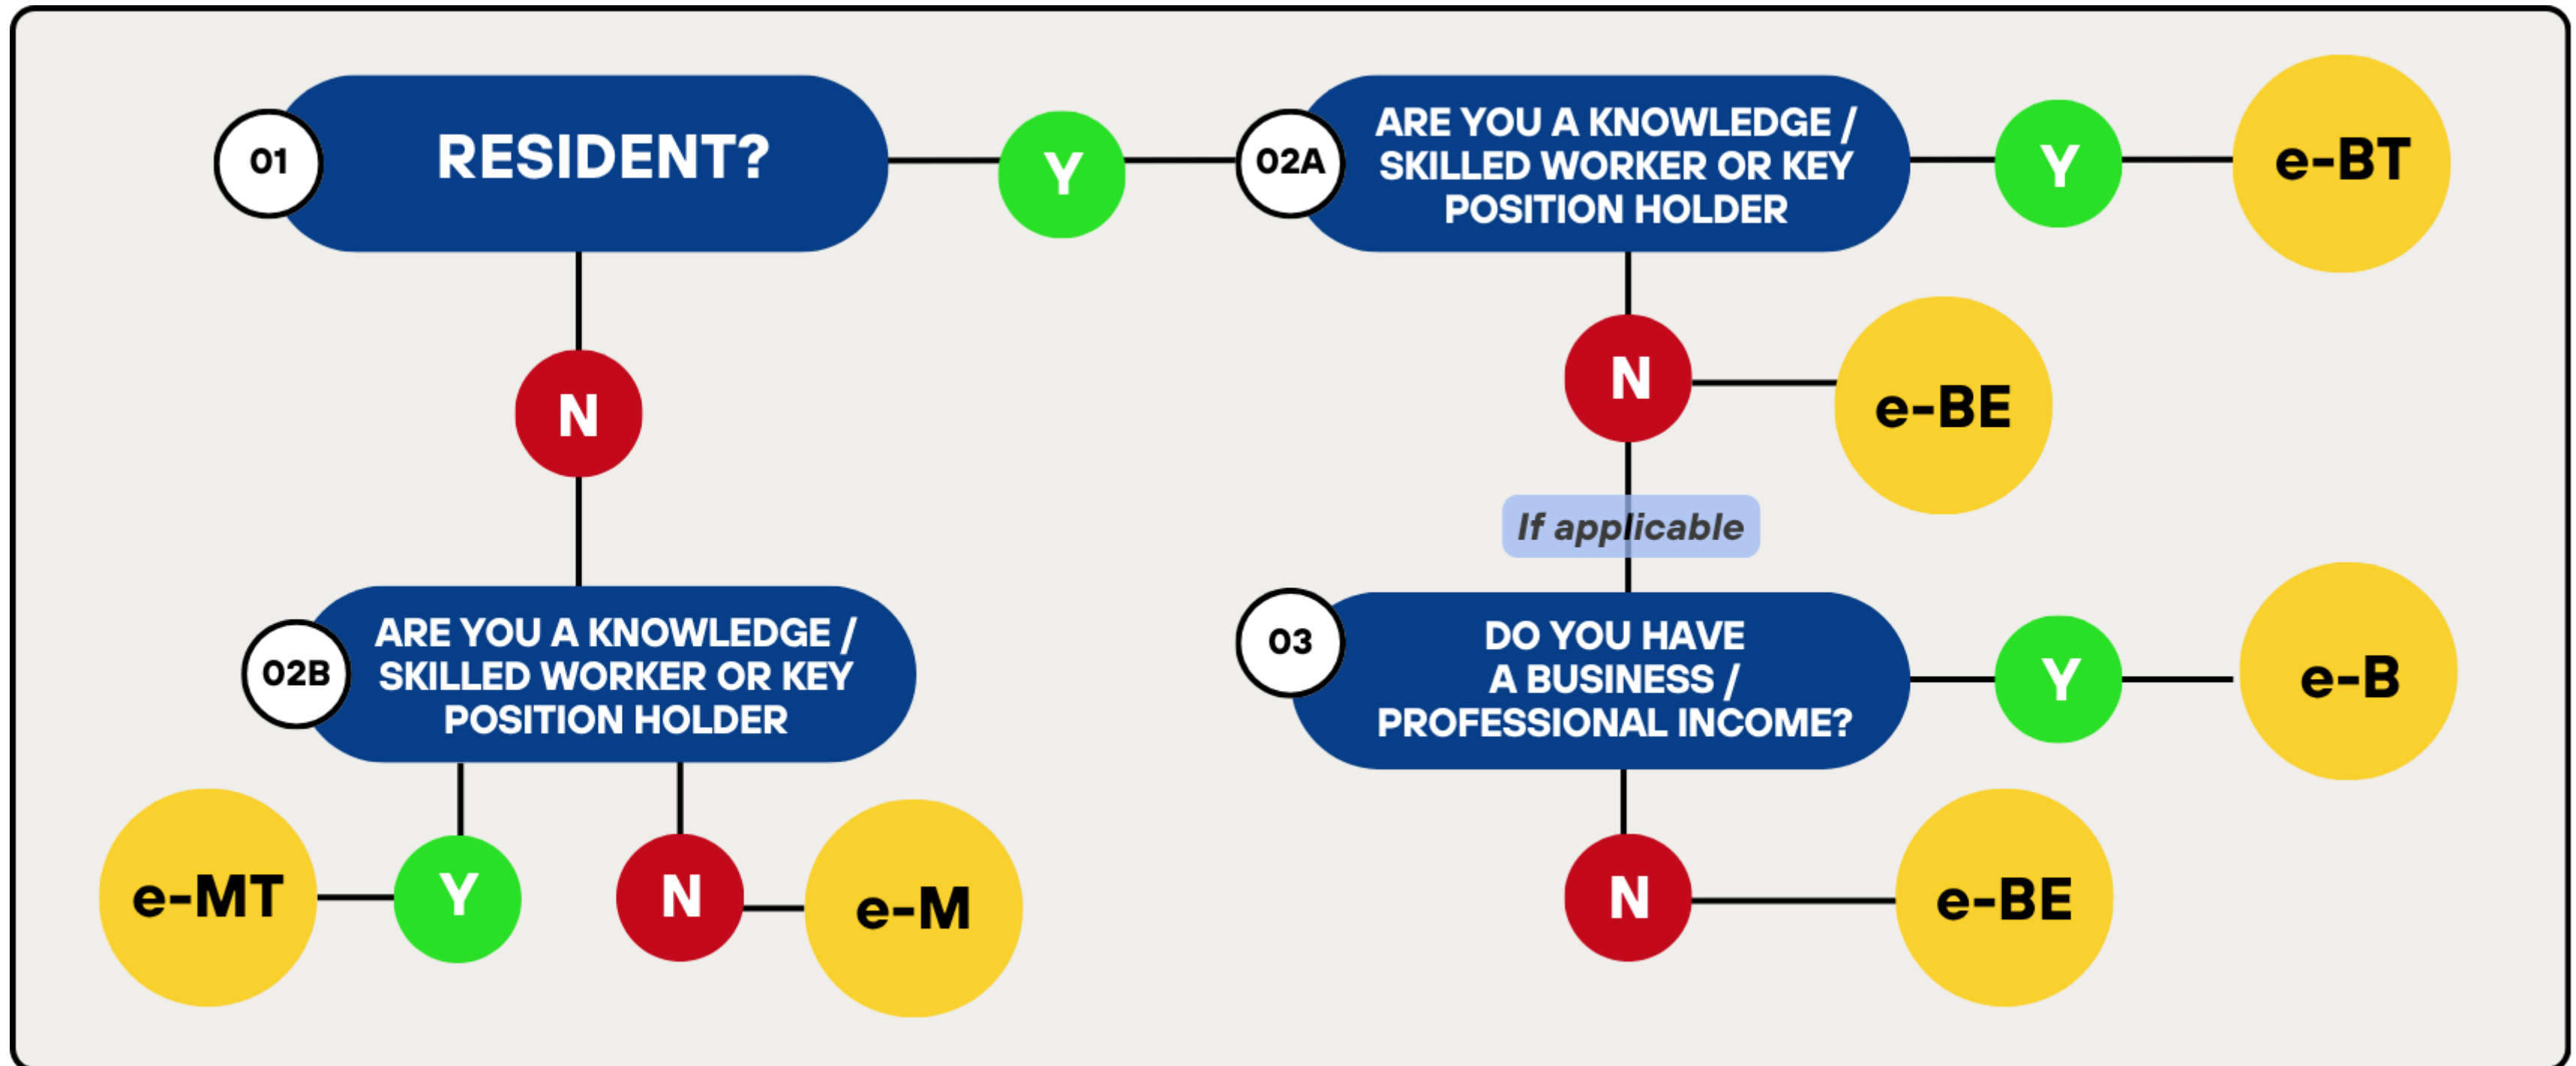 01
RESIDENT?
Y
02A
ARE YOU A KNOWLEDGE /
SKILLED WORKER OR KEY
POSITION HOLDER
Y
e-BT
N
e-BE
N
If applicable
02B
ARE YOU A KNOWLEDGE /
SKILLED WORKER OR KEY
POSITION HOLDER
03
DO YOU HAVE
A BUSINESS /
PROFESSIONAL INCOME?
Y
e-B
e-MT
Y
N
e-M
N
e-BE